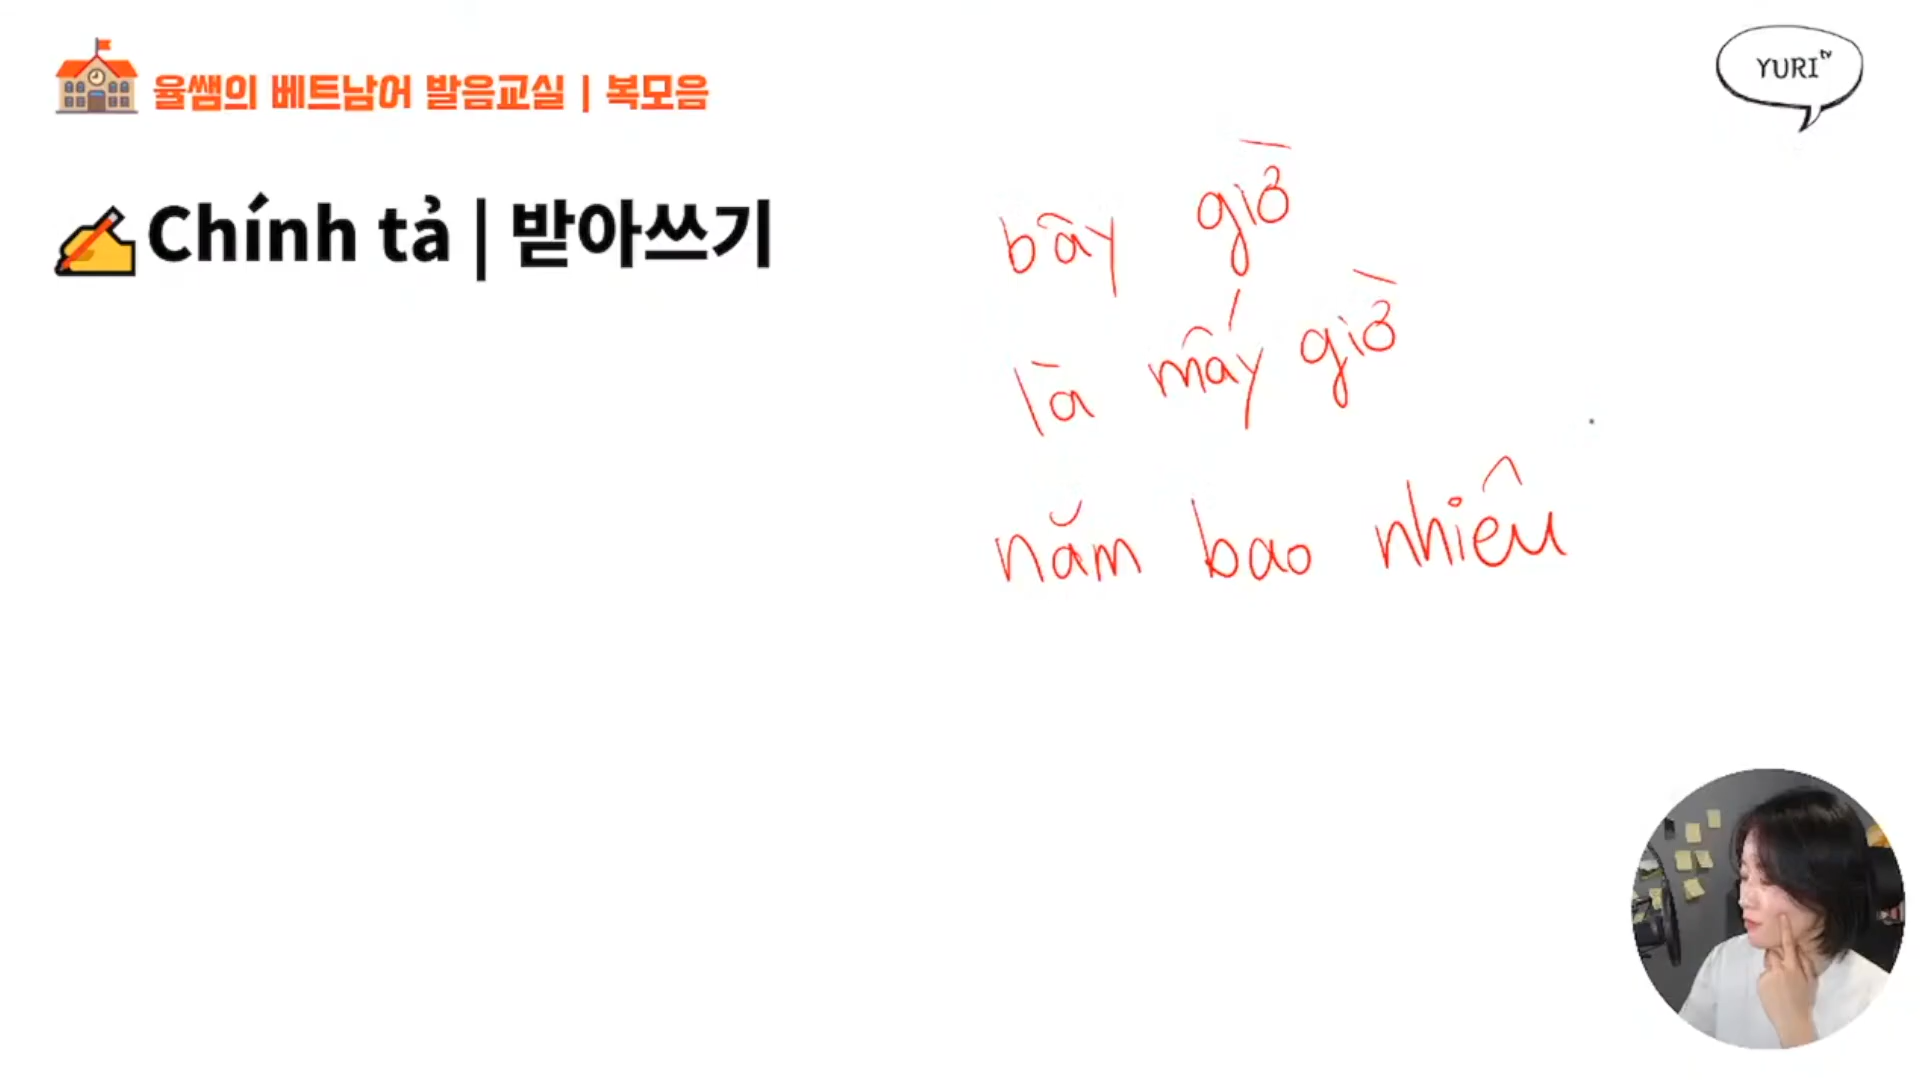 율쌤의 베트남어 발음교실 | 복모음
YURI tv
Chính tả | 받아쓰기
bây giờ
là mấy giờ
năm bao nhiêu